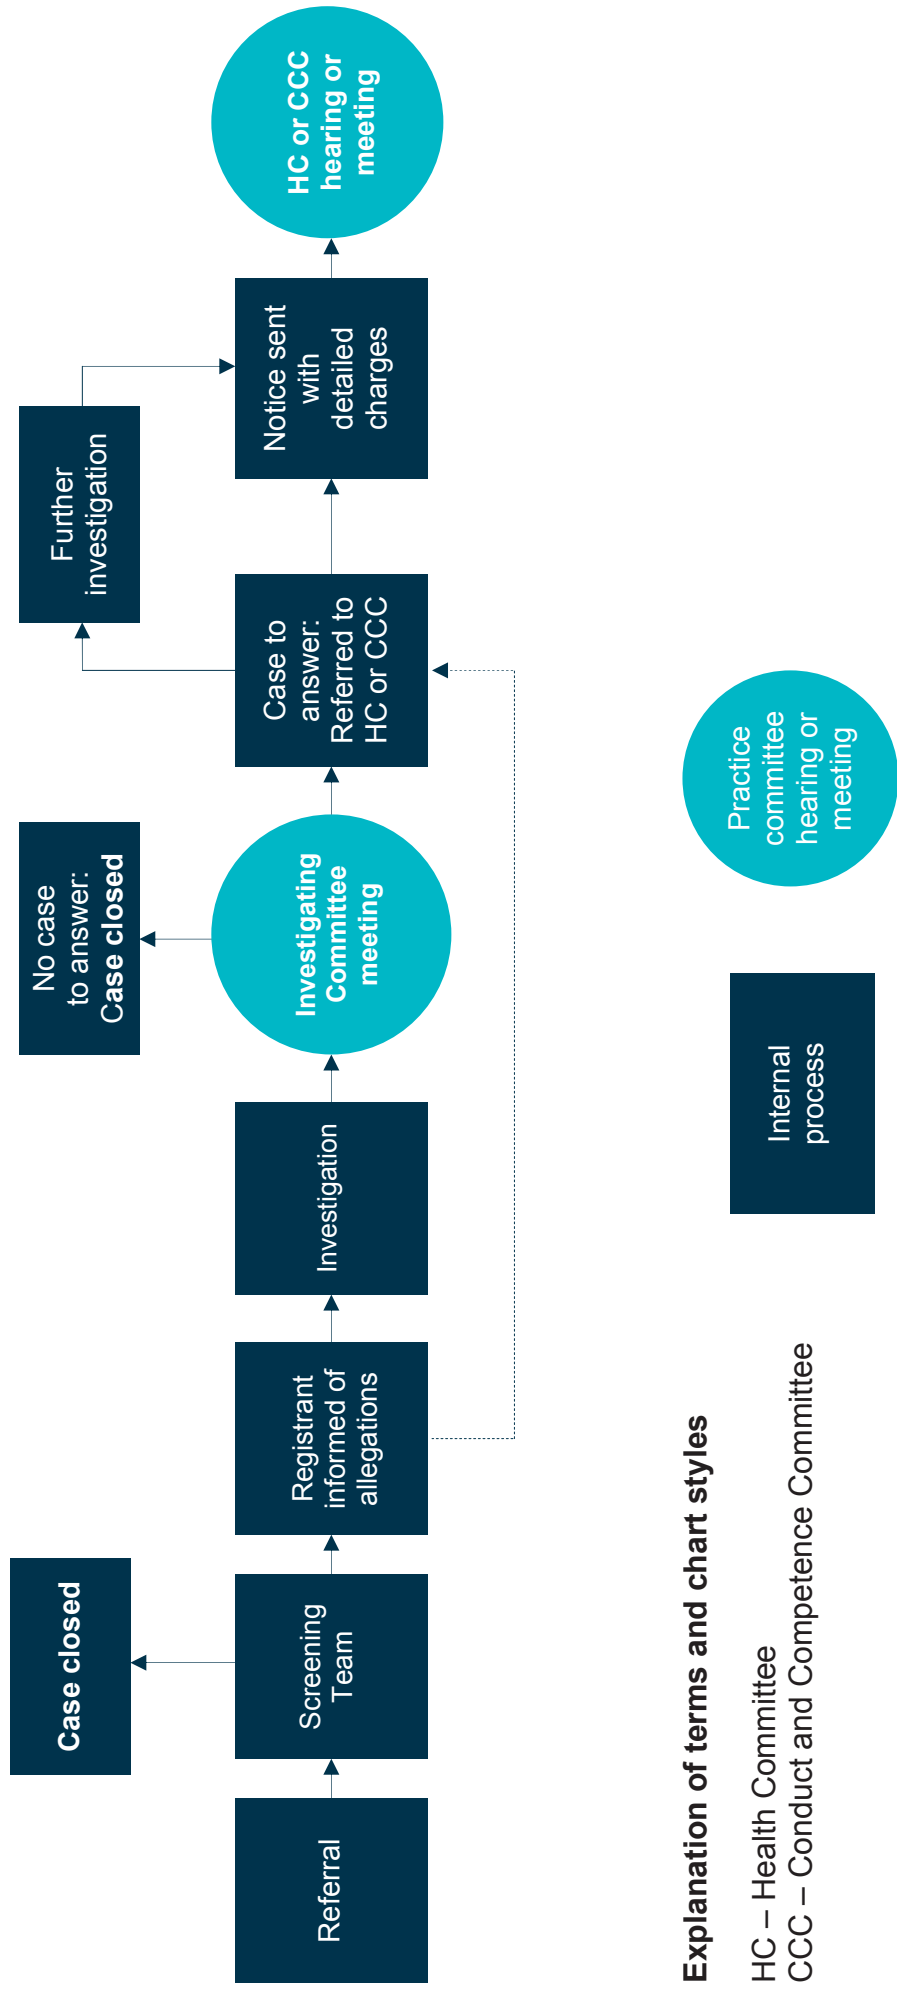 Referral
Screening
Team
Case closed
Registrant
informed of
allegations
Investigation
Investigating
Committee
meeting
No case
to answer:
Case closed
Case to
answer:
Referred to
HC or CCC
Further
investigation
Notice sent
with
detailed
charges
HC or CCC
hearing or
meeting
Explanation of terms and chart styles
HC – Health Committee
CCC – Conduct and Competence Committee
Internal
process
Practice
committee
hearing or
meeting